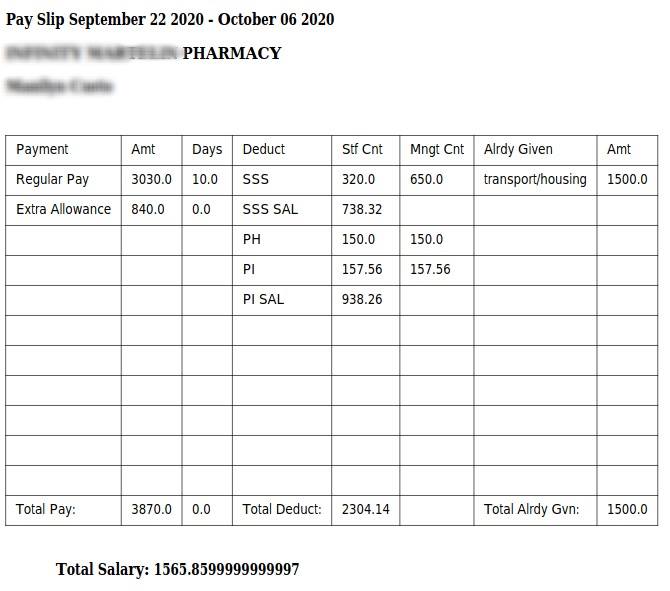 Pay Slip September 22 2020 - October 06 2020
PHARMACY
Payment Amt Days Deduct Stf Cnt Mngt Cnt Alrdy Given Amt
Regular Pay 3030.0 10.0 SSS 320.0 650.0 transport/housing 1500.0
Extra Allowance 840.0 0.0 SSS SAL 738.32
PH 150.0 150.0
PI 157.56 157.56
PI SAL 938.26
Total Pay: 3870.0 0.0 Total Deduct: 2304.14 Total Alrdy Gvn: 1500.0
Total Salary: 1565.8599999999997